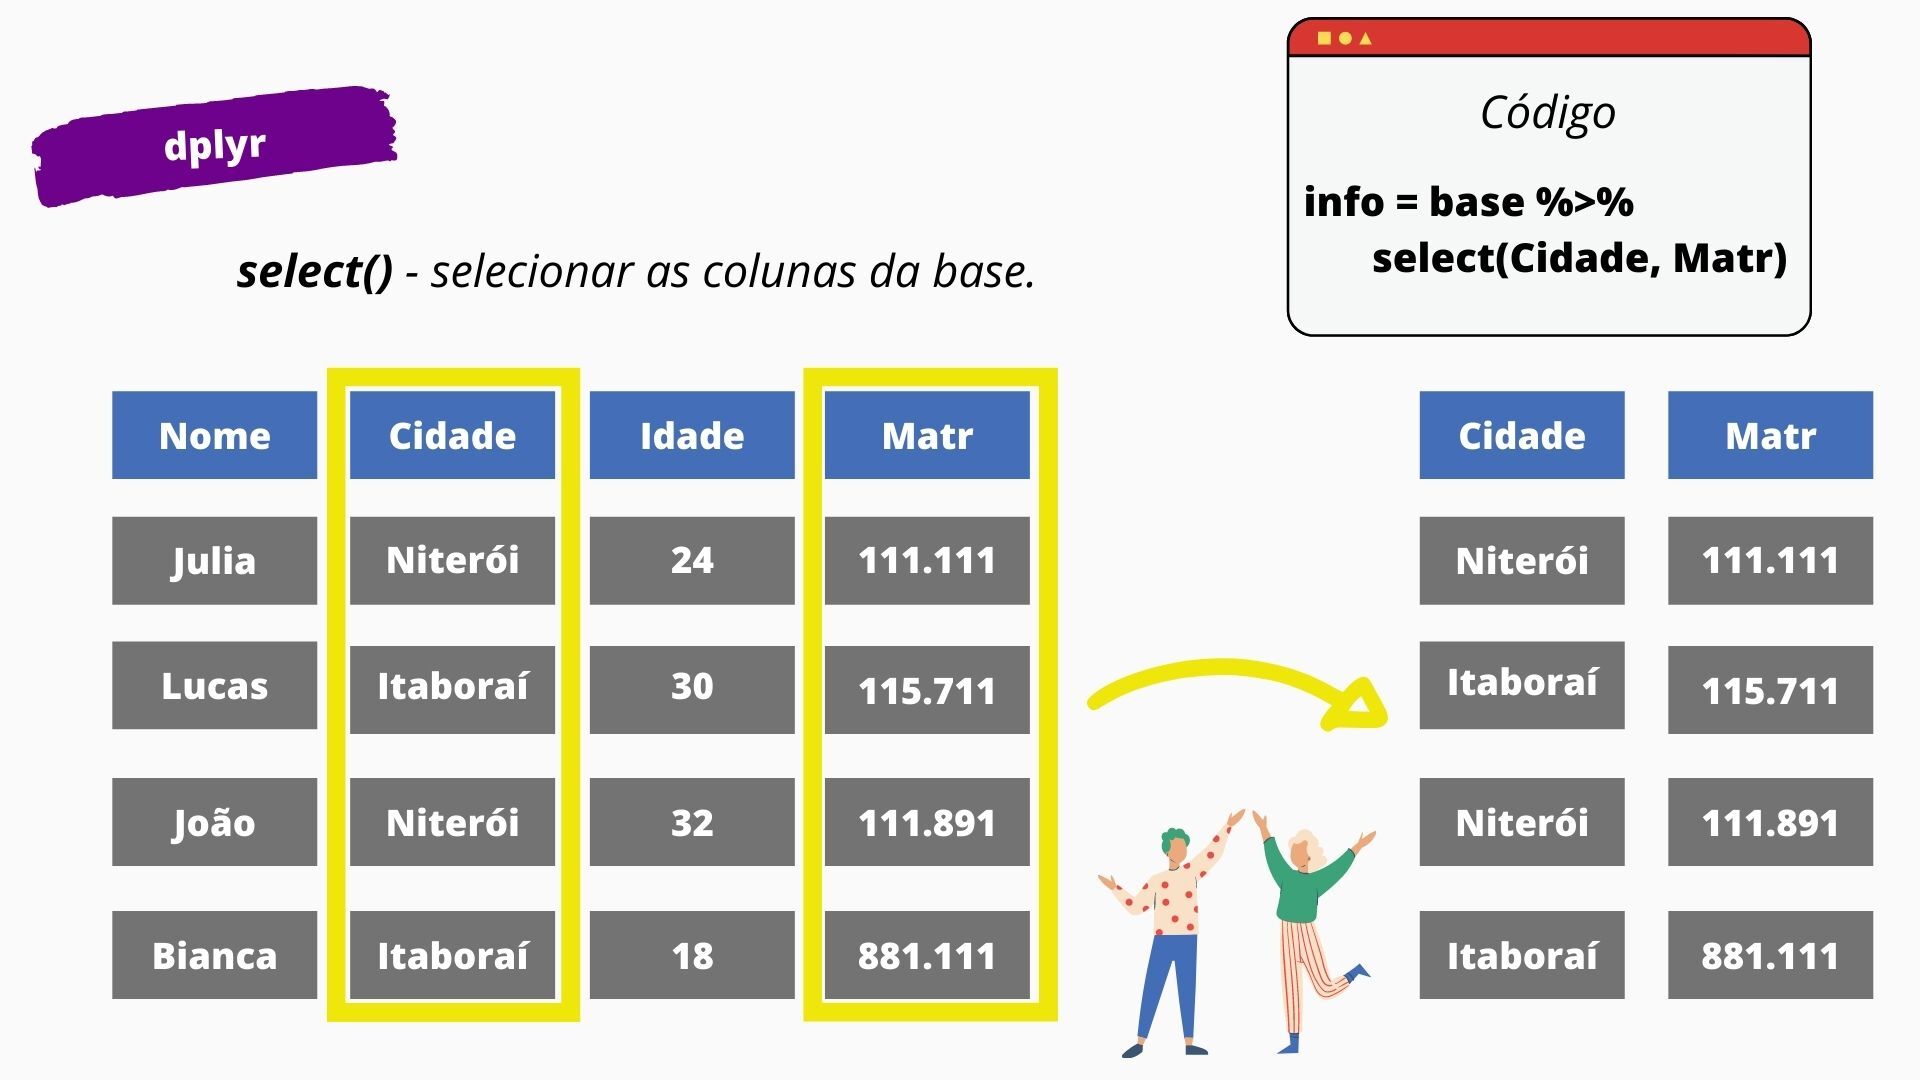 dplyr
select() - selecionar as colunas da base.
Código
info = base %>%
select(Cidade, Matr)
Nome Cidade Idade Matr
Julia Niterói 24 111.111
Lucas Itaboraí 30 115.711
João Niterói 32 111.891
Bianca Itaboraí 18 881.111
Cidade Matr
Niterói 111.111
Itaboraí 115.711
Niterói 111.891
Itaboraí 881.111